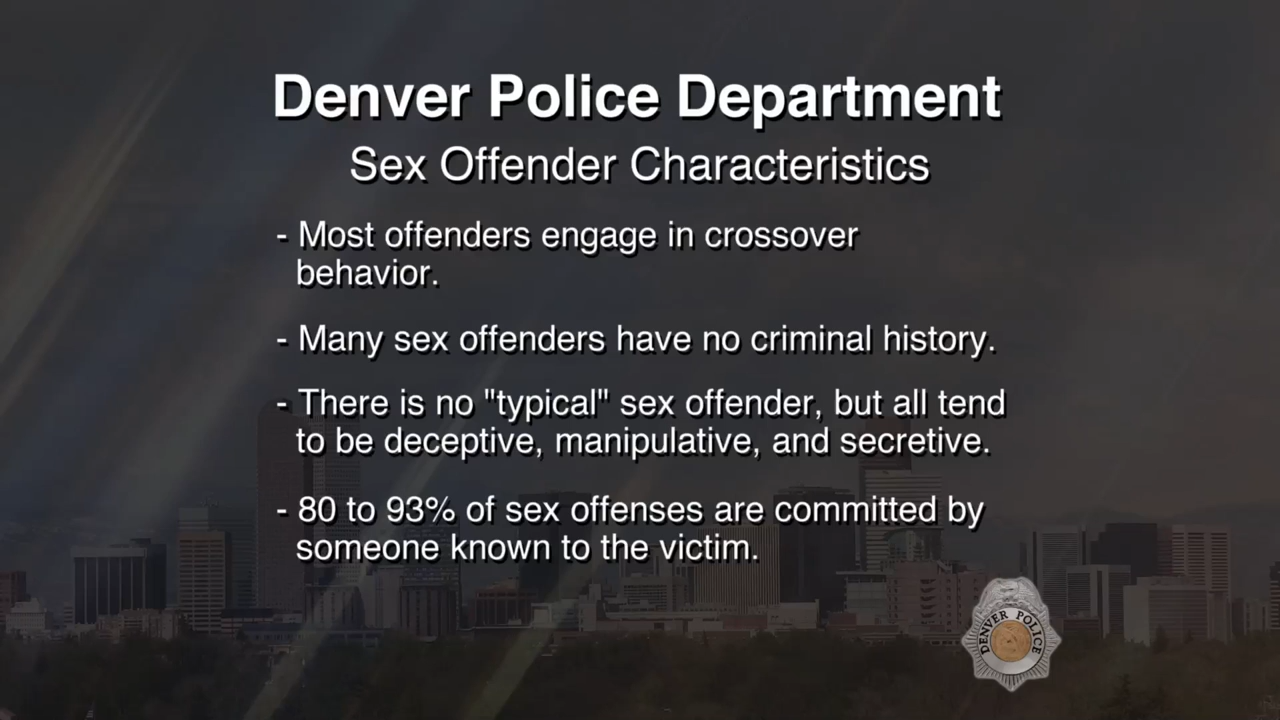 Denver Police Department
Sex Offender Characteristics
- Most offenders engage in crossover
behavior.
- Many sex offenders have no criminal history.
- There is no "typical" sex offender, but all tend
to be deceptive, manipulative, and secretive.
- 80 to 93% of sex offenses are committed by
someone known to the victim.
DENVER POLICE